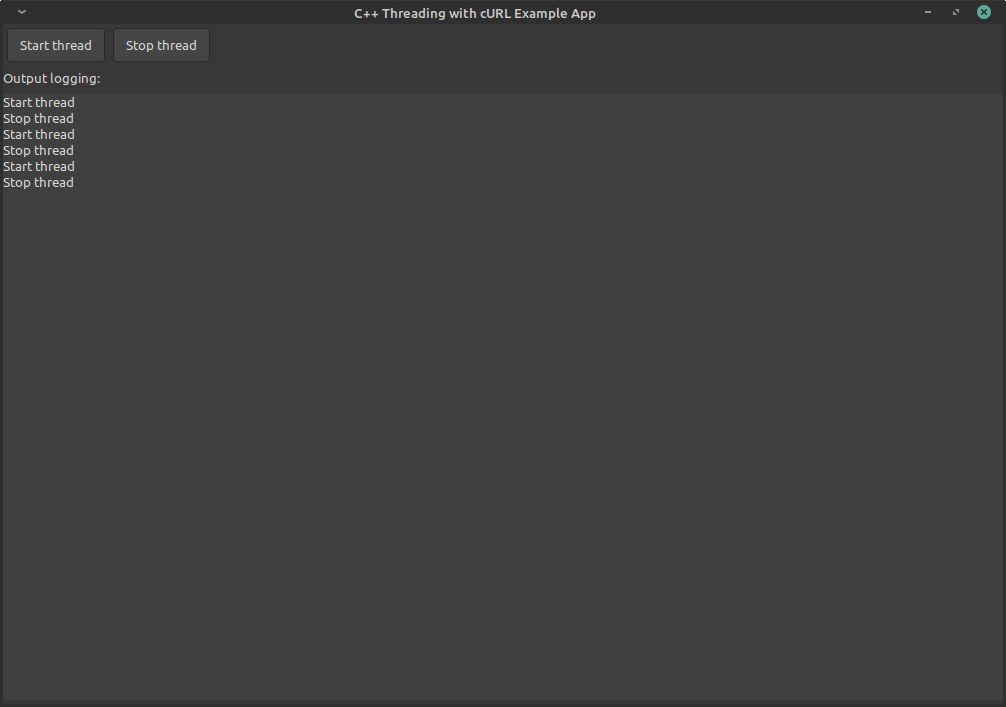 C++ Threading with cURL Example App
Start thread Stop thread
Output logging:
Start thread
Stop thread
Start thread
Stop thread
Start thread
Stop thread